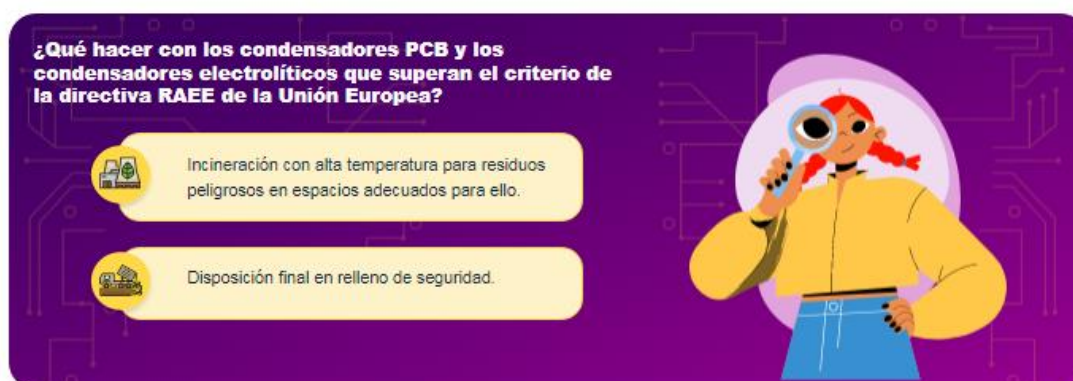 ¿Qué hacer con los condensadores PCB y los
condensadores electrolíticos que superan el criterio de
la directiva RAEE de la Unión Europea?
Incineración con alta temperatura para residuos
peligrosos en espacios adecuados para ello.
Disposición final en relleno de seguridad.